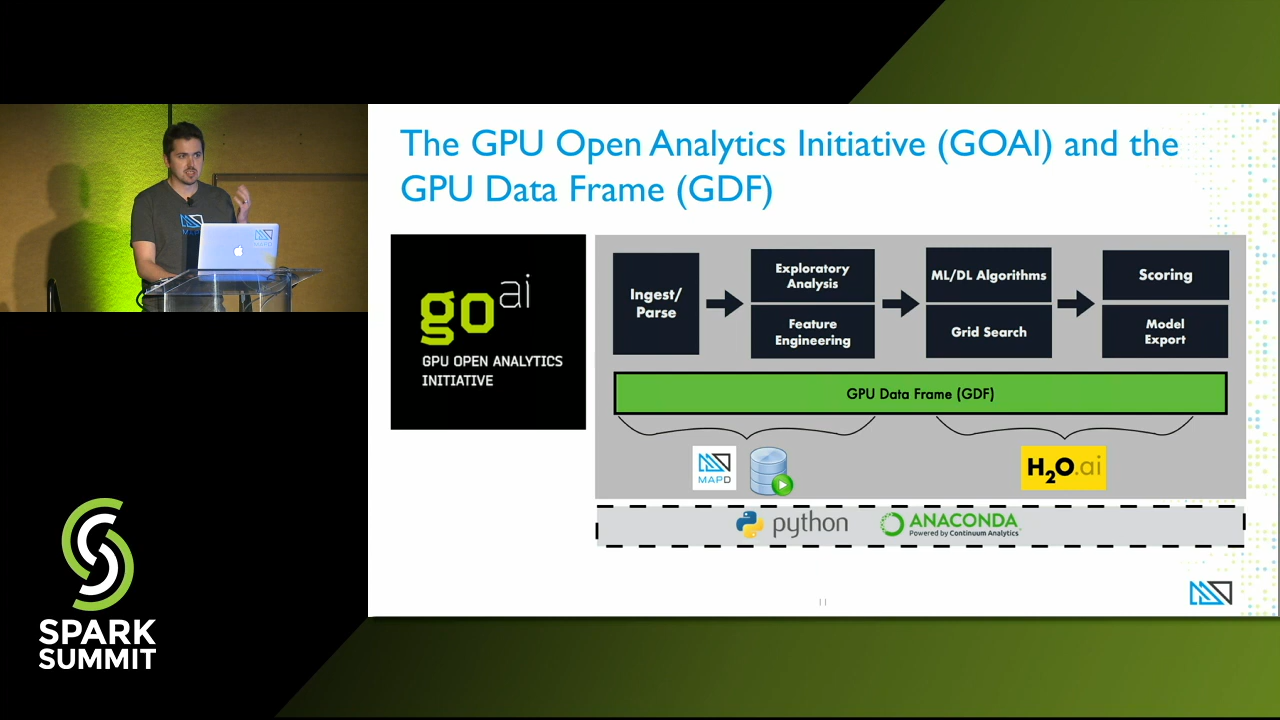 The GPU Open Analytics Initiative (GOAI) and the
GPU Data Frame (GDF)
go ai
GPU OPEN ANALYTICS
INITIATIVE
Ingest/
Parse
Exploratory
Analysis
Feature
Engineering
ML/DL Algorithms
Grid Search
Scoring
Model
Export
GPU Data Frame (GDF)
MAPD
H2O.ai
python
ANACONDA
Powered by Continuum Analytics
11
SPARK
SUMMIT